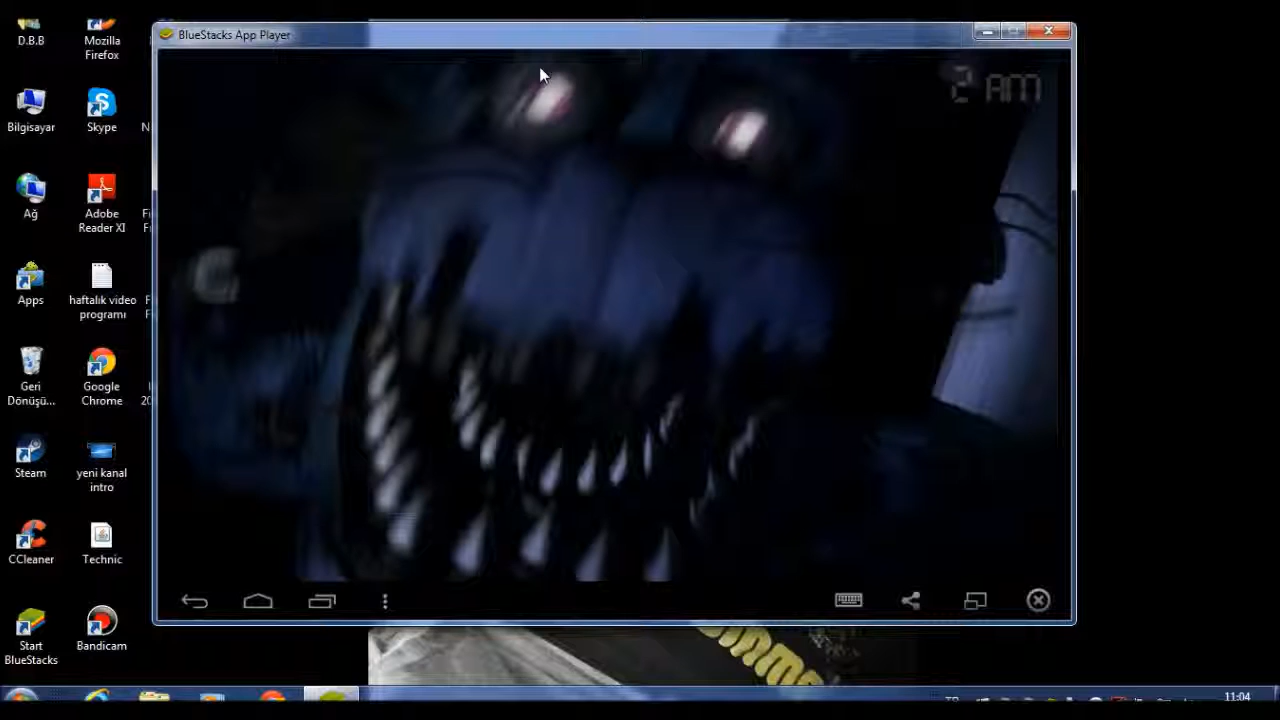 BlueStacks App Player
2 AM
D.B.B
Mozilla
Firefox
Bilgisayar
Skype
N
Ağ
Adobe
Reader XI
Apps
haftalık video
programı
Geri
Dönüşü...
Google
Chrome
Steam
yeni kanal
intro
CCleaner
Technic
Start
BlueStacks
Bandicam
11:04